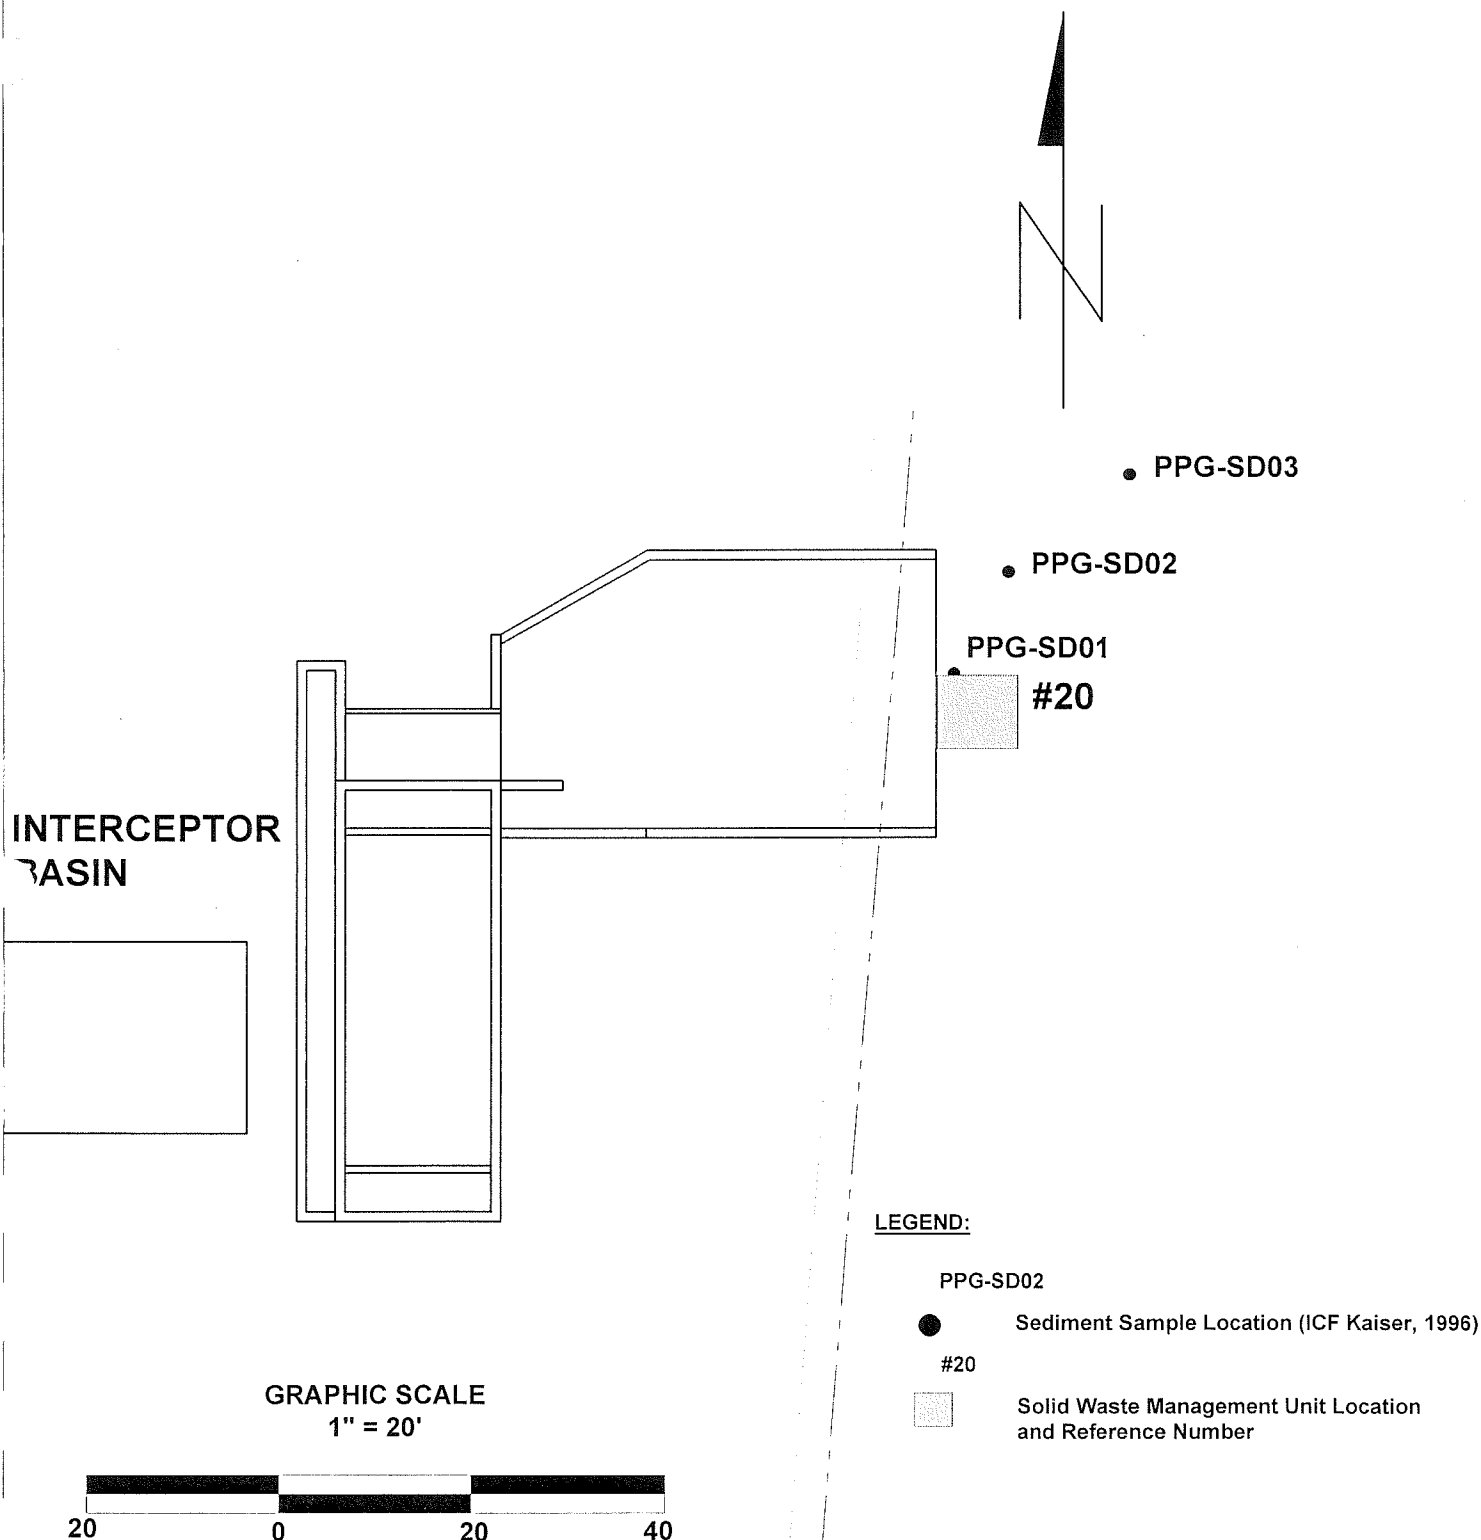 N
PPG-SD03
PPG-SD02
PPG-SD01
#20
INTERCEPTOR
BASIN
LEGEND:
PPG-SD02
Sediment Sample Location (ICF Kaiser, 1996)
#20
Solid Waste Management Unit Location
and Reference Number
GRAPHIC SCALE
1" = 20'
20 0 20 40